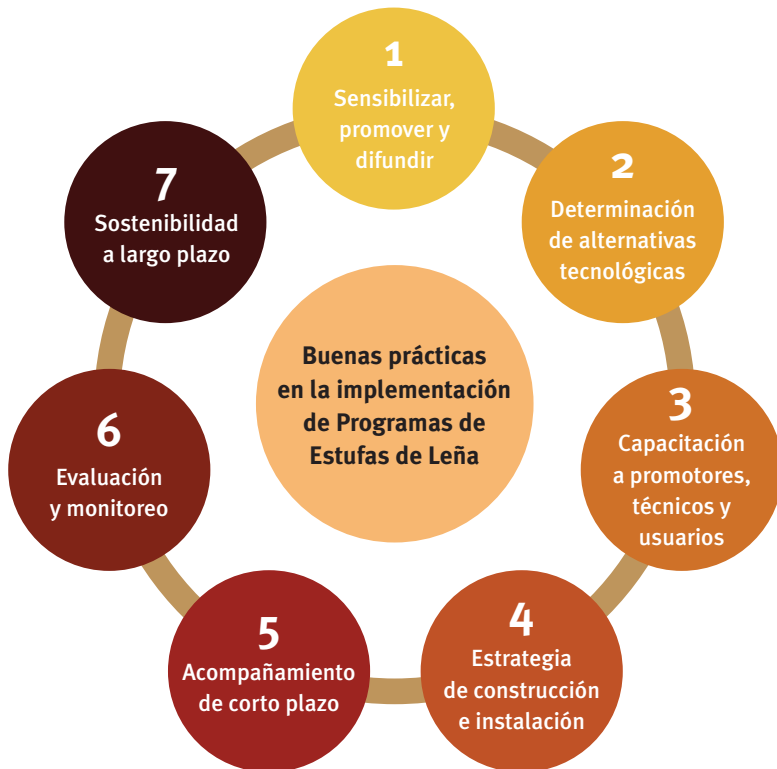 1
Sensibilizar,
promover y
difundir
2
Determinación
de alternativas
tecnológicas
3
Capacitación
a promotores,
técnicos y
usuarios
4
Estrategia
de construcción
e instalación
5
Acompañamiento
de corto plazo
6
Evaluación
y monitoreo
7
Sostenibilidad
a largo plazo
Buenas prácticas
en la implementación
de Programas de
Estufas de Leña